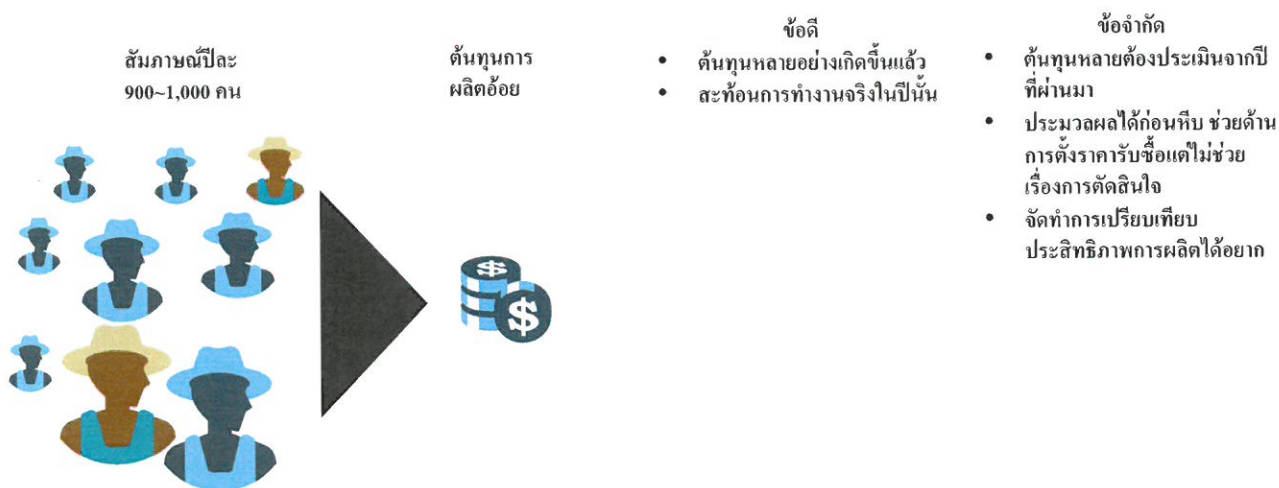 สัมภาษณ์ปีละ
900~1,000 คน
ต้นทุนการ
ผลิตอ้อย
ข้อดี
• ต้นทุนหลายอย่างเกิดขึ้นแล้ว
• สะท้อนการทำงานจริงในปีนั้น
ข้อจำกัด
• ต้นทุนหลายต้องประเมินจากปี
ที่ผ่านมา
• ประมวลผลได้ก่อนหีบ ช่วยด้าน
การตั้งราคารับซื้อแต่ไม่ช่วย
เรื่องการตัดสินใจ
• จัดทำการเปรียบเทียบ
ประสิทธิภาพการผลิตได้อยาก
$
$